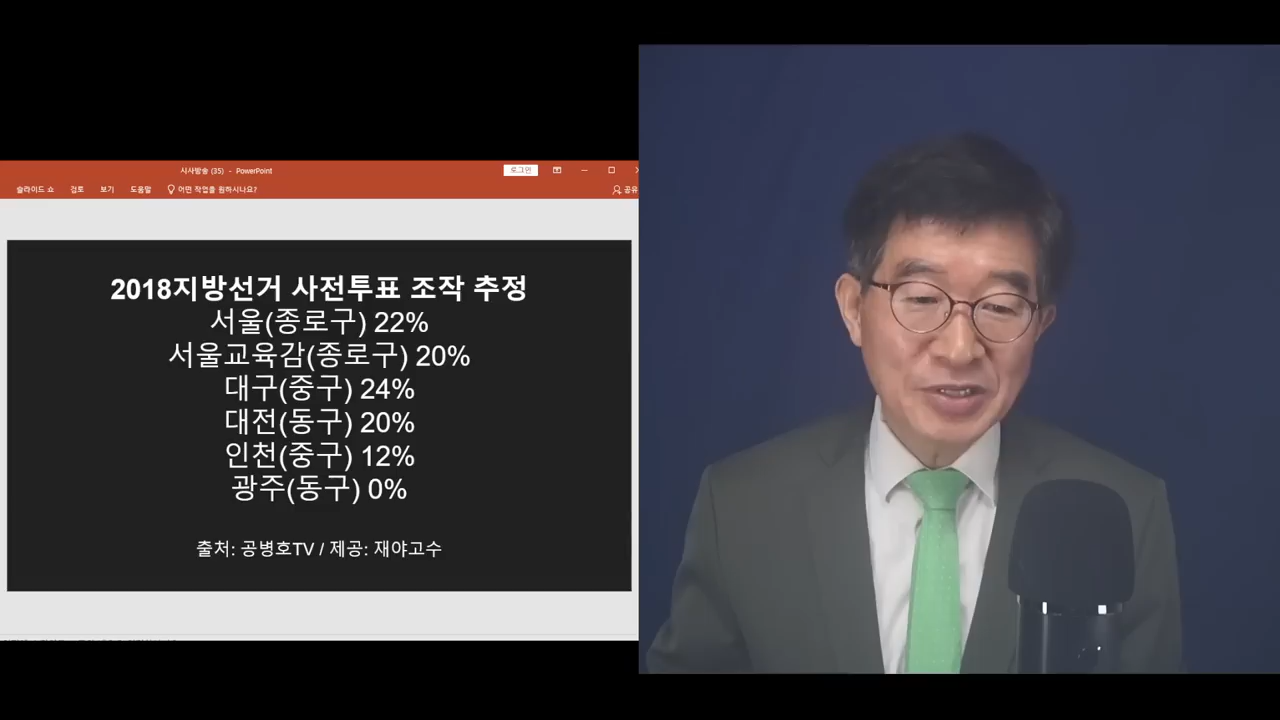 시사방송 (35) - PowerPoint
로그인
슬라이드 쇼 검토 보기 도움말 어떤 작업을 원하시나요?
공유
2018지방선거 사전투표 조작 추정
서울(종로구) 22%
서울교육감(종로구) 20%
대구(중구) 24%
대전(동구) 20%
인천(중구) 12%
광주(동구) 0%
출처: 공병호TV / 제공: 재야고수